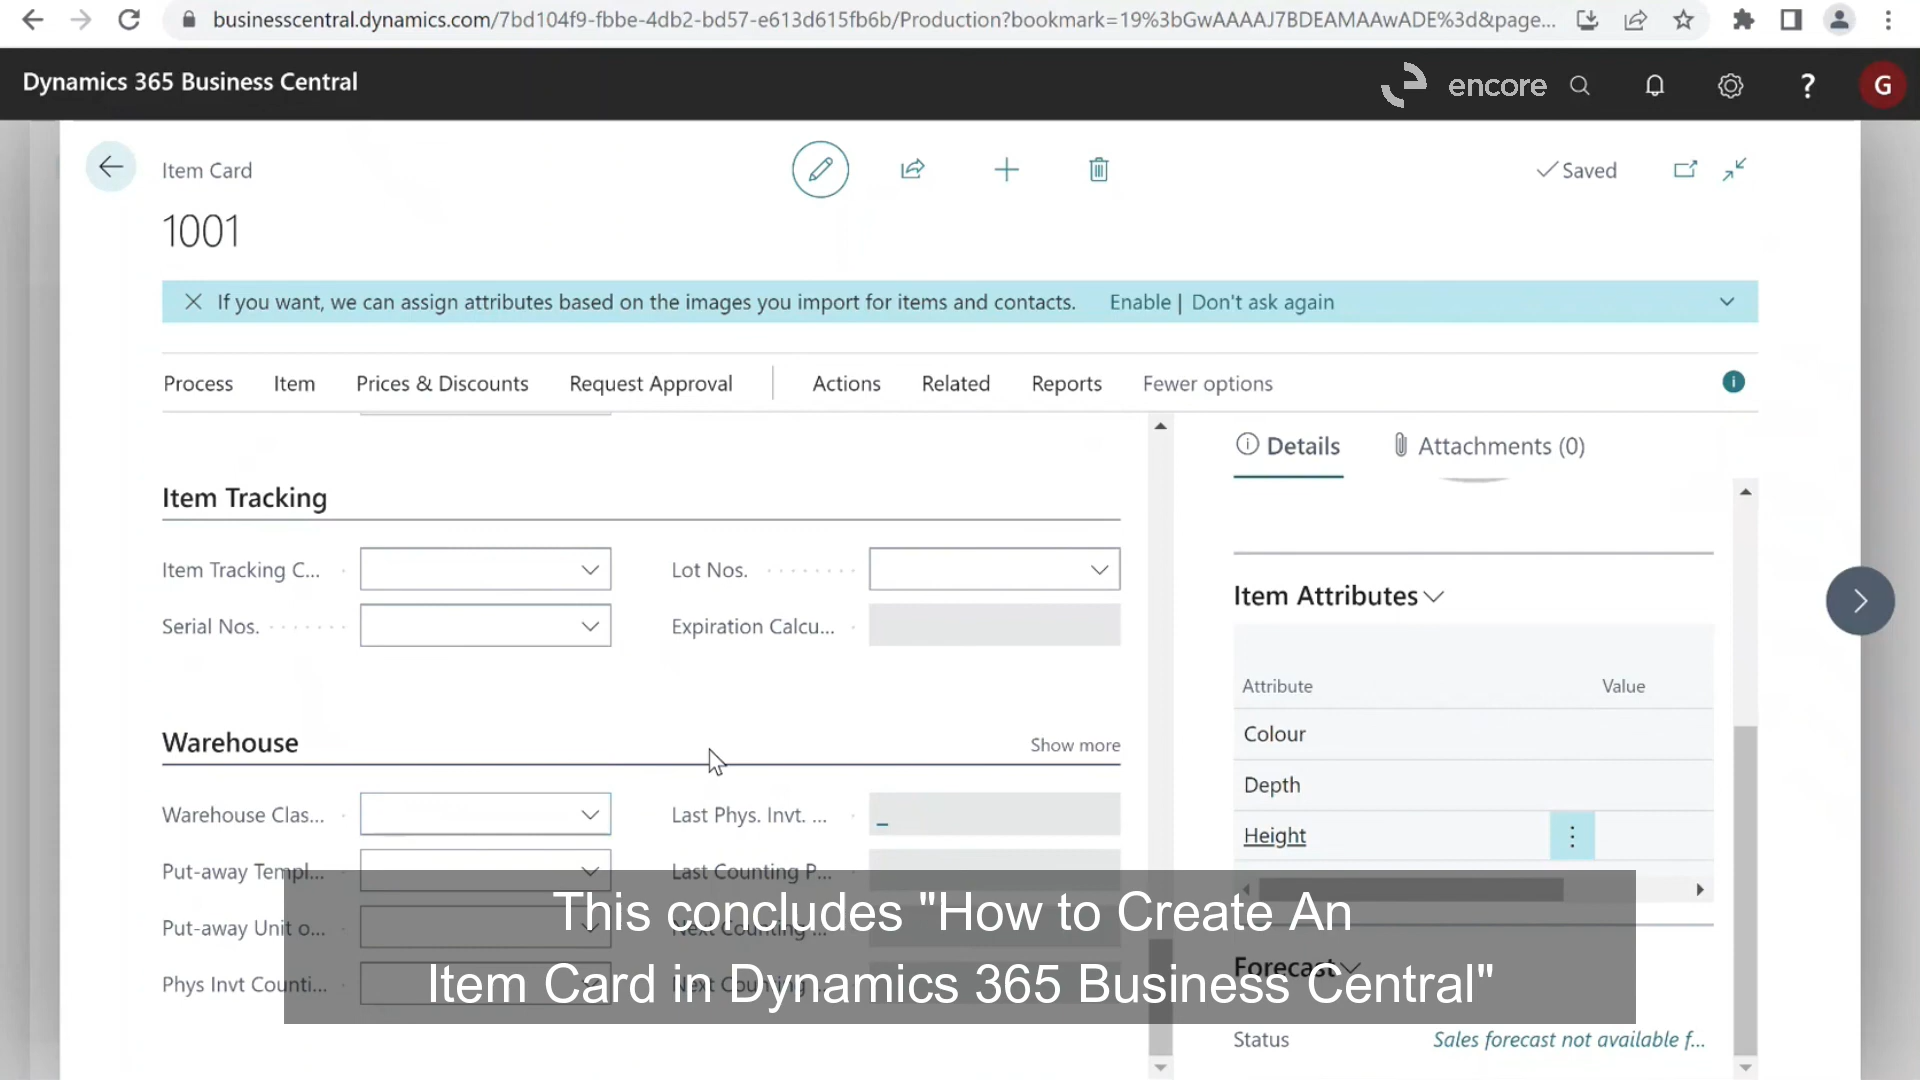 businesscentral.dynamics.com/7bd104f9-fbbe-4db2-bd57-e613d615fb6b/Production?bookmark=19%3bGwAAAAJ7BDEAMAAwADE%3d&page...
Dynamics 365 Business Central
encore
?
G
Item Card
Saved
1001
If you want, we can assign attributes based on the images you import for items and contacts. Enable | Don't ask again
Process Item Prices & Discounts Request Approval Actions Related Reports Fewer options
Details Attachments (0)
Item Tracking
Item Tracking C... Lot Nos.
Serial Nos. Expiration Calcu...
Item Attributes
Attribute Value
Colour
Depth
Height
Warehouse Show more
Warehouse Clas... Last Phys. Invt. ...
Put-away Templ... Last Counting P...
Put-away Unit o... Next Counting ...
Phys Invt Counti... Next Counting ...
Forecast
Status Sales forecast not available f...
This concludes "How to Create An
Item Card in Dynamics 365 Business Central"